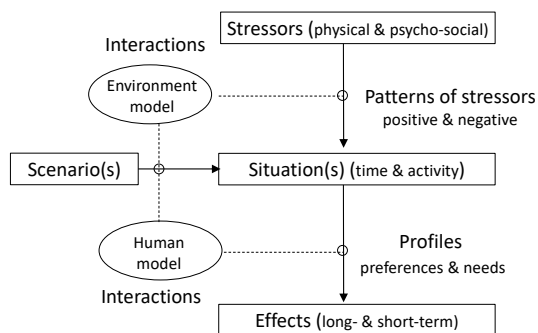 Interactions
Stressors (physical & psycho-social)
Environment
model
Patterns of stressors
positive & negative
Scenario(s)
Situation(s) (time & activity)
Human
model
Profiles
preferences & needs
Interactions
Effects (long- & short-term)